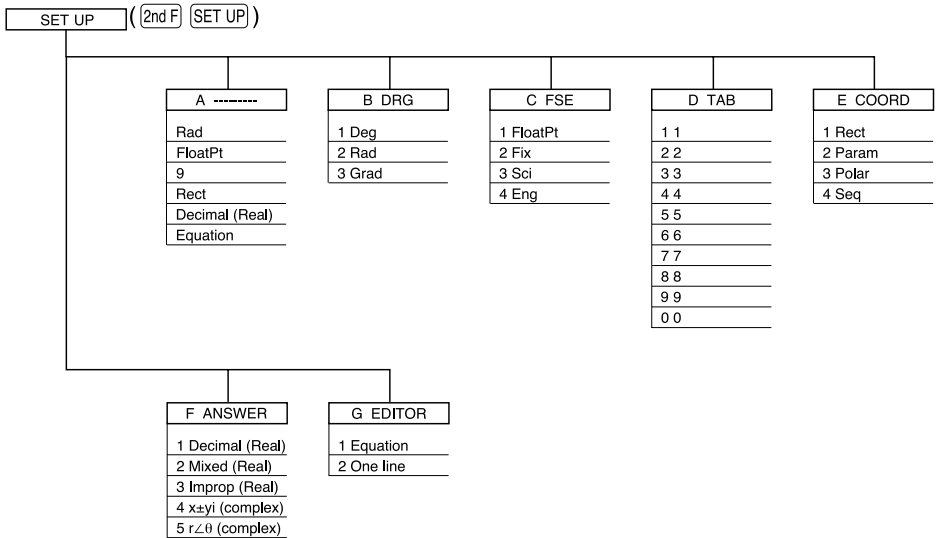 SET UP ( 2nd F SET UP )
A ---------
Rad
FloatPt
9
Rect
Decimal (Real)
Equation
B DRG
1 Deg
2 Rad
3 Grad
C FSE
1 FloatPt
2 Fix
3 Sci
4 Eng
D TAB
1 1
2 2
3 3
4 4
5 5
6 6
7 7
8 8
9 9
0 0
E COORD
1 Rect
2 Param
3 Polar
4 Seq
F ANSWER
1 Decimal (Real)
2 Mixed (Real)
3 Improp (Real)
4 x±yi (complex)
5 r∠θ (complex)
G EDITOR
1 Equation
2 One line